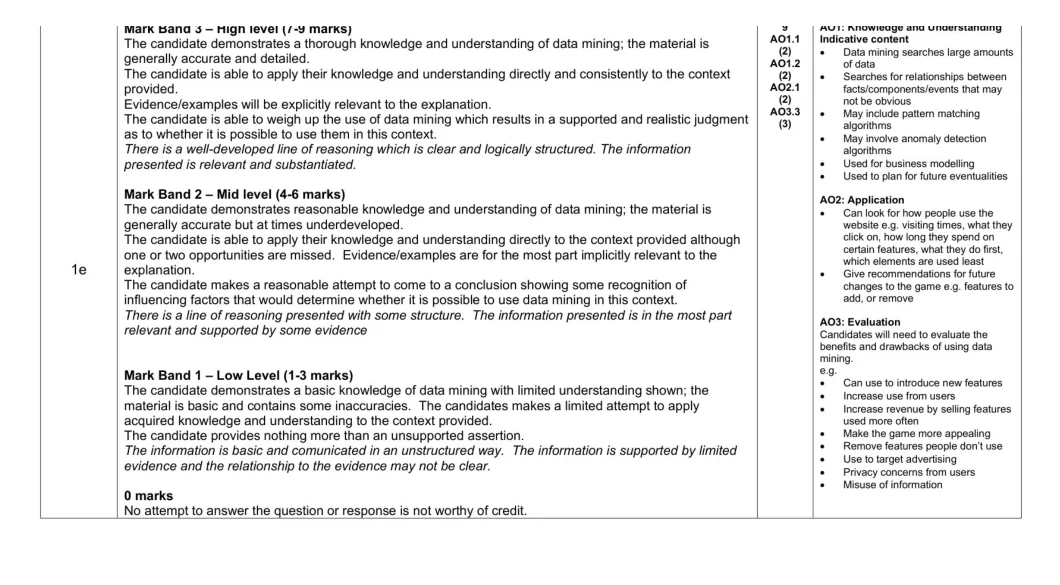 1e
Mark Band 3 – High level (7-9 marks)
The candidate demonstrates a thorough knowledge and understanding of data mining; the material is
generally accurate and detailed.
The candidate is able to apply their knowledge and understanding directly and consistently to the context
provided.
Evidence/examples will be explicitly relevant to the explanation.
The candidate is able to weigh up the use of data mining which results in a supported and realistic judgment
as to whether it is possible to use them in this context.
There is a well-developed line of reasoning which is clear and logically structured. The information
presented is relevant and substantiated.
Mark Band 2 – Mid level (4-6 marks)
The candidate demonstrates reasonable knowledge and understanding of data mining; the material is
generally accurate but at times underdeveloped.
The candidate is able to apply their knowledge and understanding directly to the context provided although
one or two opportunities are missed. Evidence/examples are for the most part implicitly relevant to the
explanation.
The candidate makes a reasonable attempt to come to a conclusion showing some recognition of
influencing factors that would determine whether it is possible to use data mining in this context.
There is a line of reasoning presented with some structure. The information presented is in the most part
relevant and supported by some evidence
Mark Band 1 – Low Level (1-3 marks)
The candidate demonstrates a basic knowledge of data mining with limited understanding shown; the
material is basic and contains some inaccuracies. The candidates makes a limited attempt to apply
acquired knowledge and understanding to the context provided.
The candidate provides nothing more than an unsupported assertion.
The information is basic and comunicated in an unstructured way. The information is supported by limited
evidence and the relationship to the evidence may not be clear.
0 marks
No attempt to answer the question or response is not worthy of credit.
9
AO1.1
(2)
AO1.2
(2)
AO2.1
(2)
AO3.3
(3)
AO1: Knowledge and Understanding
Indicative content
• Data mining searches large amounts
of data
• Searches for relationships between
facts/components/events that may
not be obvious
• May include pattern matching
algorithms
• May involve anomaly detection
algorithms
• Used for business modelling
• Used to plan for future eventualities
AO2: Application
• Can look for how people use the
website e.g. visiting times, what they
click on, how long they spend on
certain features, what they do first,
which elements are used least
• Give recommendations for future
changes to the game e.g. features to
add, or remove
AO3: Evaluation
Candidates will need to evaluate the
benefits and drawbacks of using data
mining.
e.g.
• Can use to introduce new features
• Increase use from users
• Increase revenue by selling features
used more often
• Make the game more appealing
• Remove features people don't use
• Use to target advertising
• Privacy concerns from users
• Misuse of information